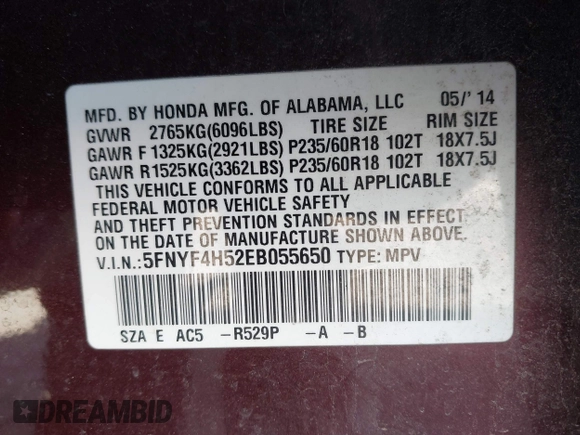 MFD. BY HONDA MFG. OF ALABAMA, LLC 05/'14
GVWR 2765KG(6096LBS) TIRE SIZE RIM SIZE
GAWR F 1325KG(2921LBS) P235/60R18 102T 18X7.5J
GAWR R1525KG(3362LBS) P235/60R18 102T 18X7.5J
THIS VEHICLE CONFORMS TO ALL APPLICABLE
FEDERAL MOTOR VEHICLE SAFETY
AND THEFT PREVENTION STANDARDS IN EFFECT
ON THE DATE OF MANUFACTURE SHOWN ABOVE.
V.I.N.:5FNYF4H52EB055650 TYPE: MPV
SZA E AC5 -R529P -A -B
DREAMBID